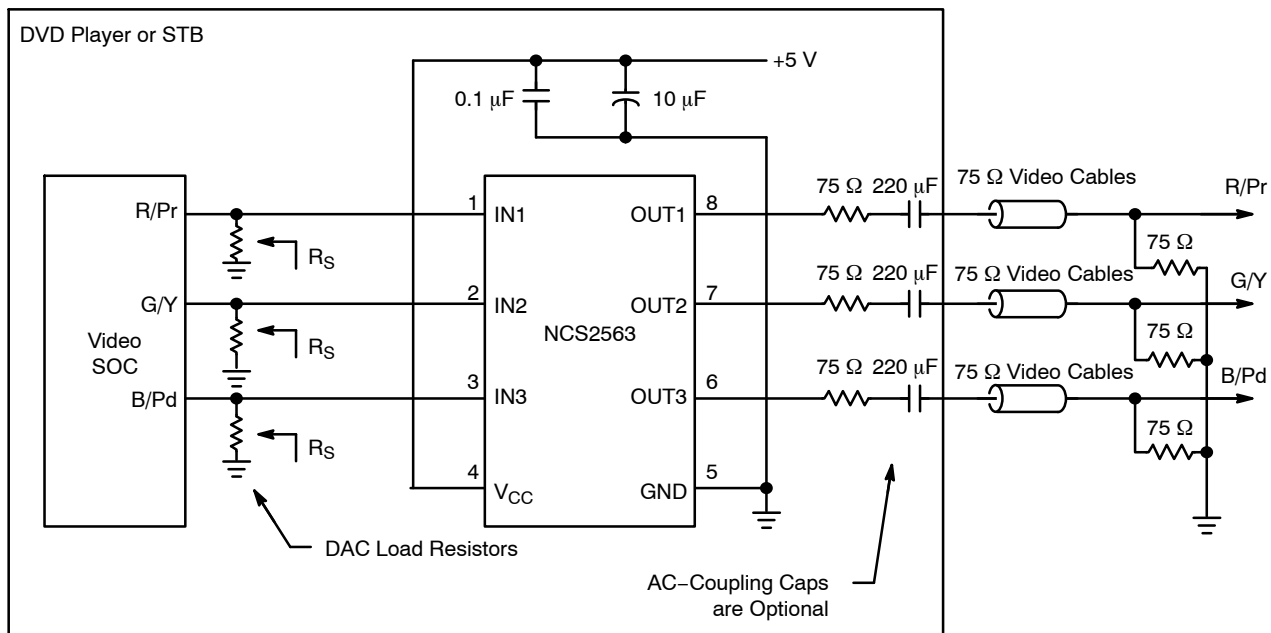 DVD Player or STB
+5 V
0.1 μF
10 μF
75 Ω 220 μF
75 Ω Video Cables
R/Pr
R/Pr
1
IN1
OUT1
8
RS
75 Ω
75 Ω 220 μF
75 Ω Video Cables
G/Y
G/Y
2
IN2
OUT2
7
Video
SOC
RS
NCS2563
75 Ω
75 Ω 220 μF
75 Ω Video Cables
B/Pd
B/Pd
3
IN3
OUT3
6
RS
75 Ω
4
VCC
GND
5
DAC Load Resistors
AC−Coupling Caps
are Optional